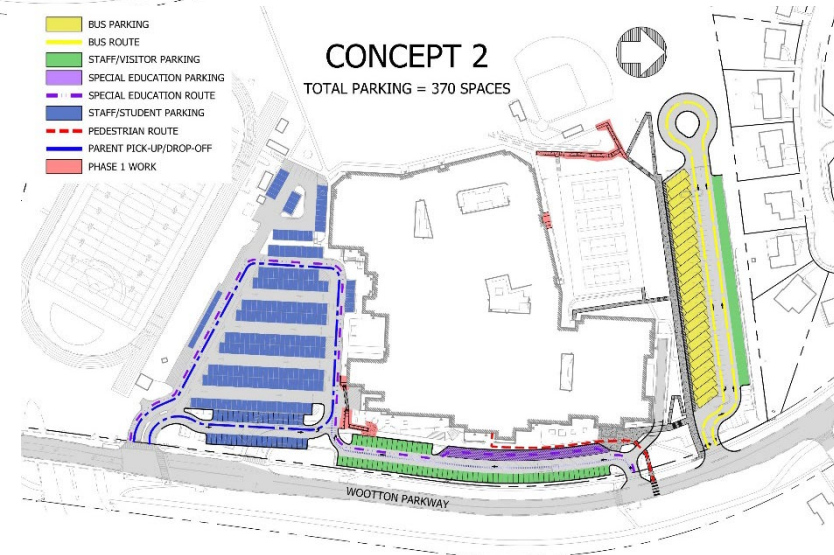 BUS PARKING
BUS ROUTE
STAFF/VISITOR PARKING
SPECIAL EDUCATION PARKING
SPECIAL EDUCATION ROUTE
STAFF/STUDENT PARKING
PEDESTRIAN ROUTE
PARENT PICK-UP/DROP-OFF
PHASE 1 WORK
CONCEPT 2
TOTAL PARKING = 370 SPACES
WOOTTON PARKWAY